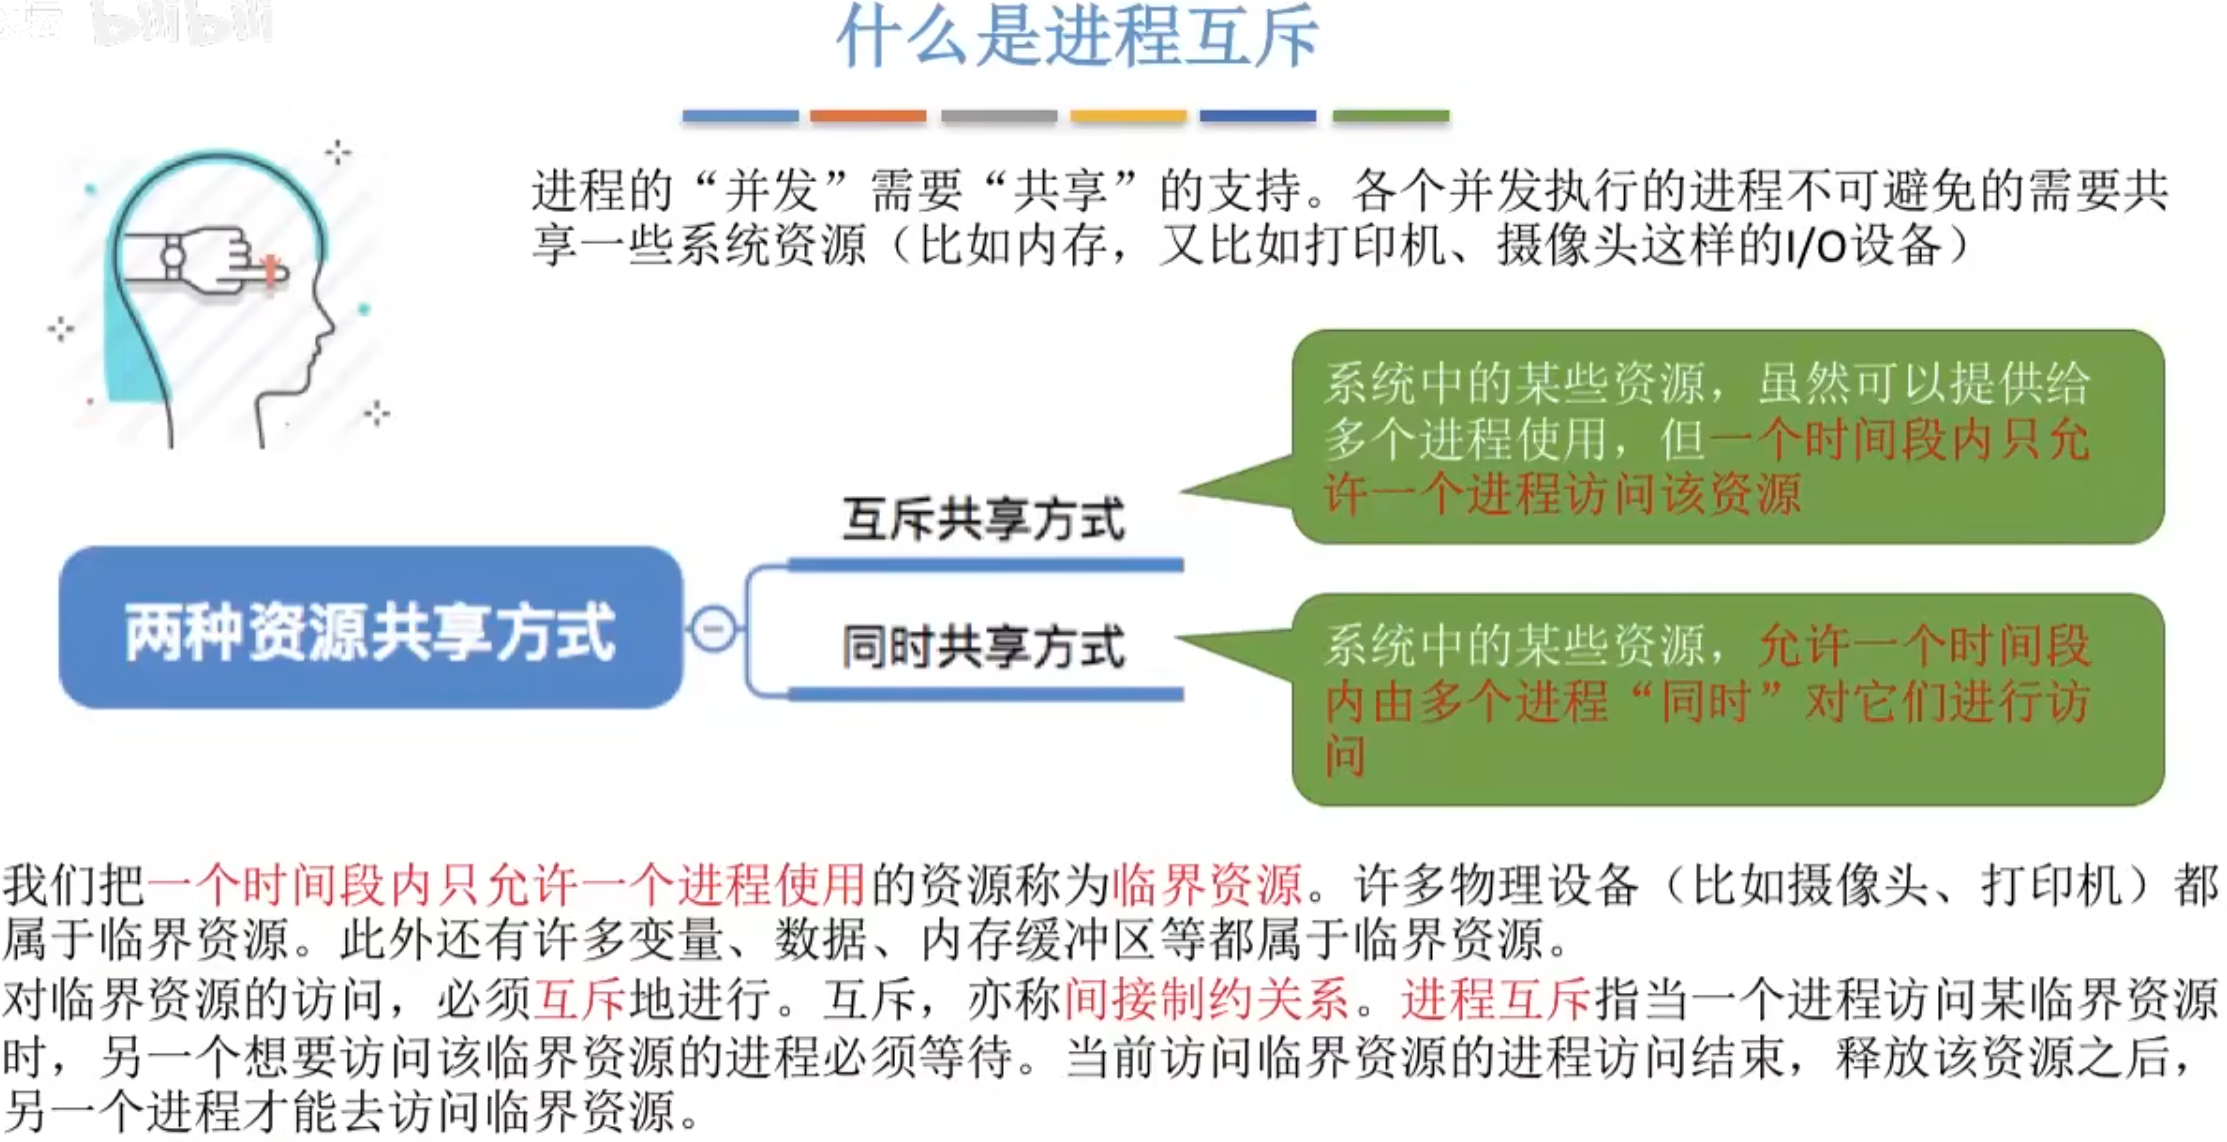 bilibili
什么是进程互斥
进程的“并发”需要“共享”的支持。各个并发执行的进程不可避免的需要共
享一些系统资源（比如内存，又比如打印机、摄像头这样的I/O设备）
系统中的某些资源，虽然可以提供给
多个进程使用，但一个时间段内只允
许一个进程访问该资源
互斥共享方式
两种资源共享方式
同时共享方式
系统中的某些资源，允许一个时间段
内由多个进程“同时”对它们进行访
问
我们把一个时间段内只允许一个进程使用的资源称为临界资源。许多物理设备（比如摄像头、打印机）都
属于临界资源。此外还有许多变量、数据、内存缓冲区等都属于临界资源。
对临界资源的访问，必须互斥地进行。互斥，亦称间接制约关系。进程互斥指当一个进程访问某临界资源
时，另一个想要访问该临界资源的进程必须等待。当前访问临界资源的进程访问结束，释放该资源之后，
另一个进程才能去访问临界资源。